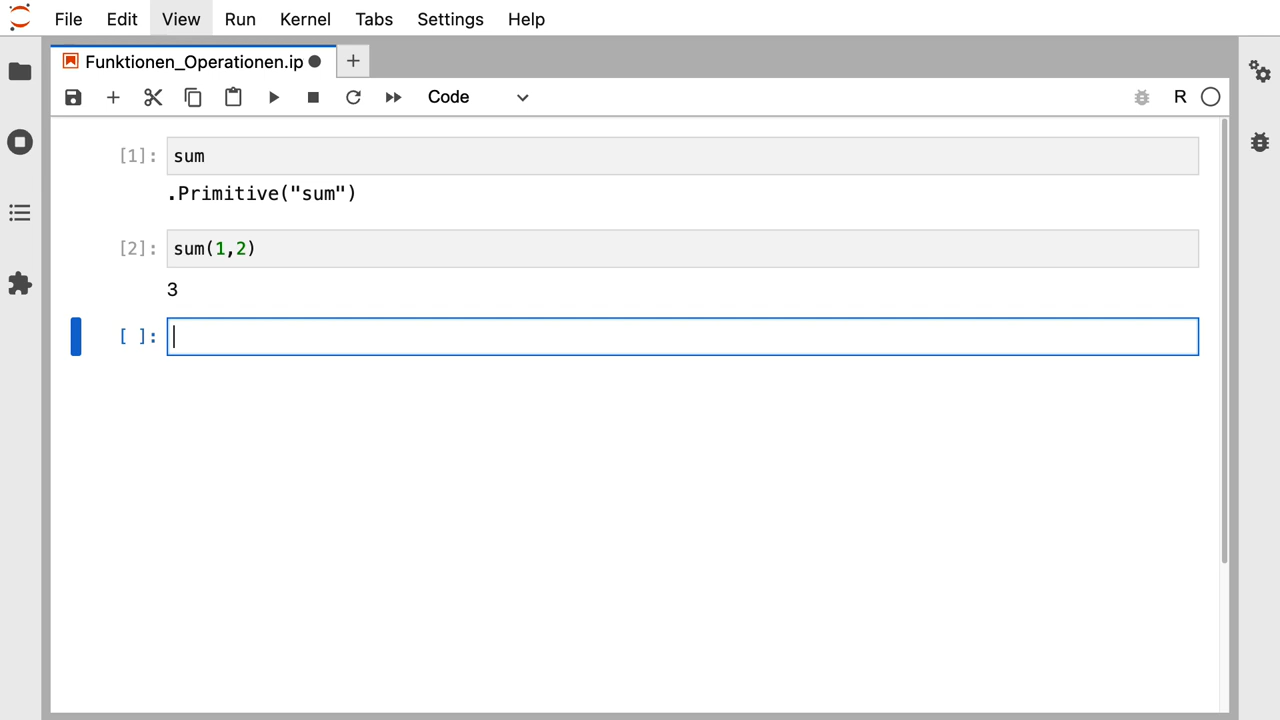 File Edit View Run Kernel Tabs Settings Help
Funktionen_Operationen.ip
Code R
[1]: sum
.Primitive("sum")
[2]: sum(1,2)
3
[ ]: